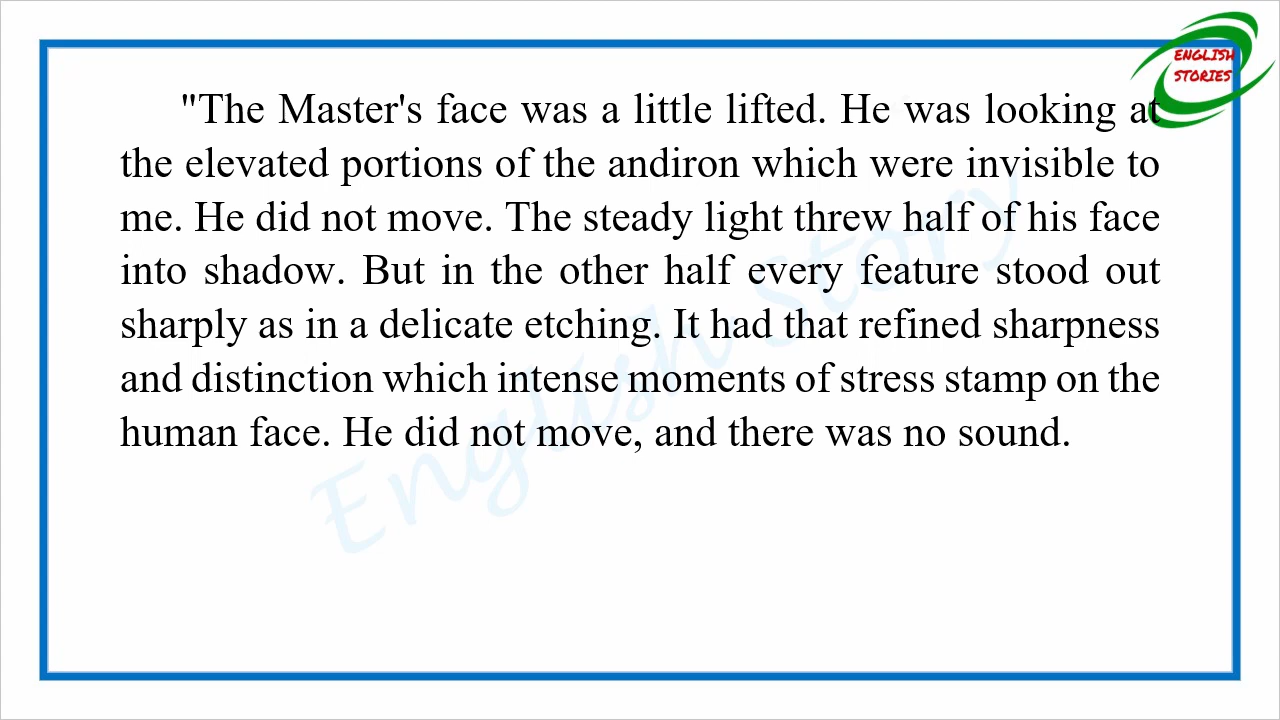 ENGLISH
STORIES
"The Master's face was a little lifted. He was looking at
the elevated portions of the andiron which were invisible to
me. He did not move. The steady light threw half of his face
into shadow. But in the other half every feature stood out
sharply as in a delicate etching. It had that refined sharpness
and distinction which intense moments of stress stamp on the
human face. He did not move, and there was no sound.
English Story